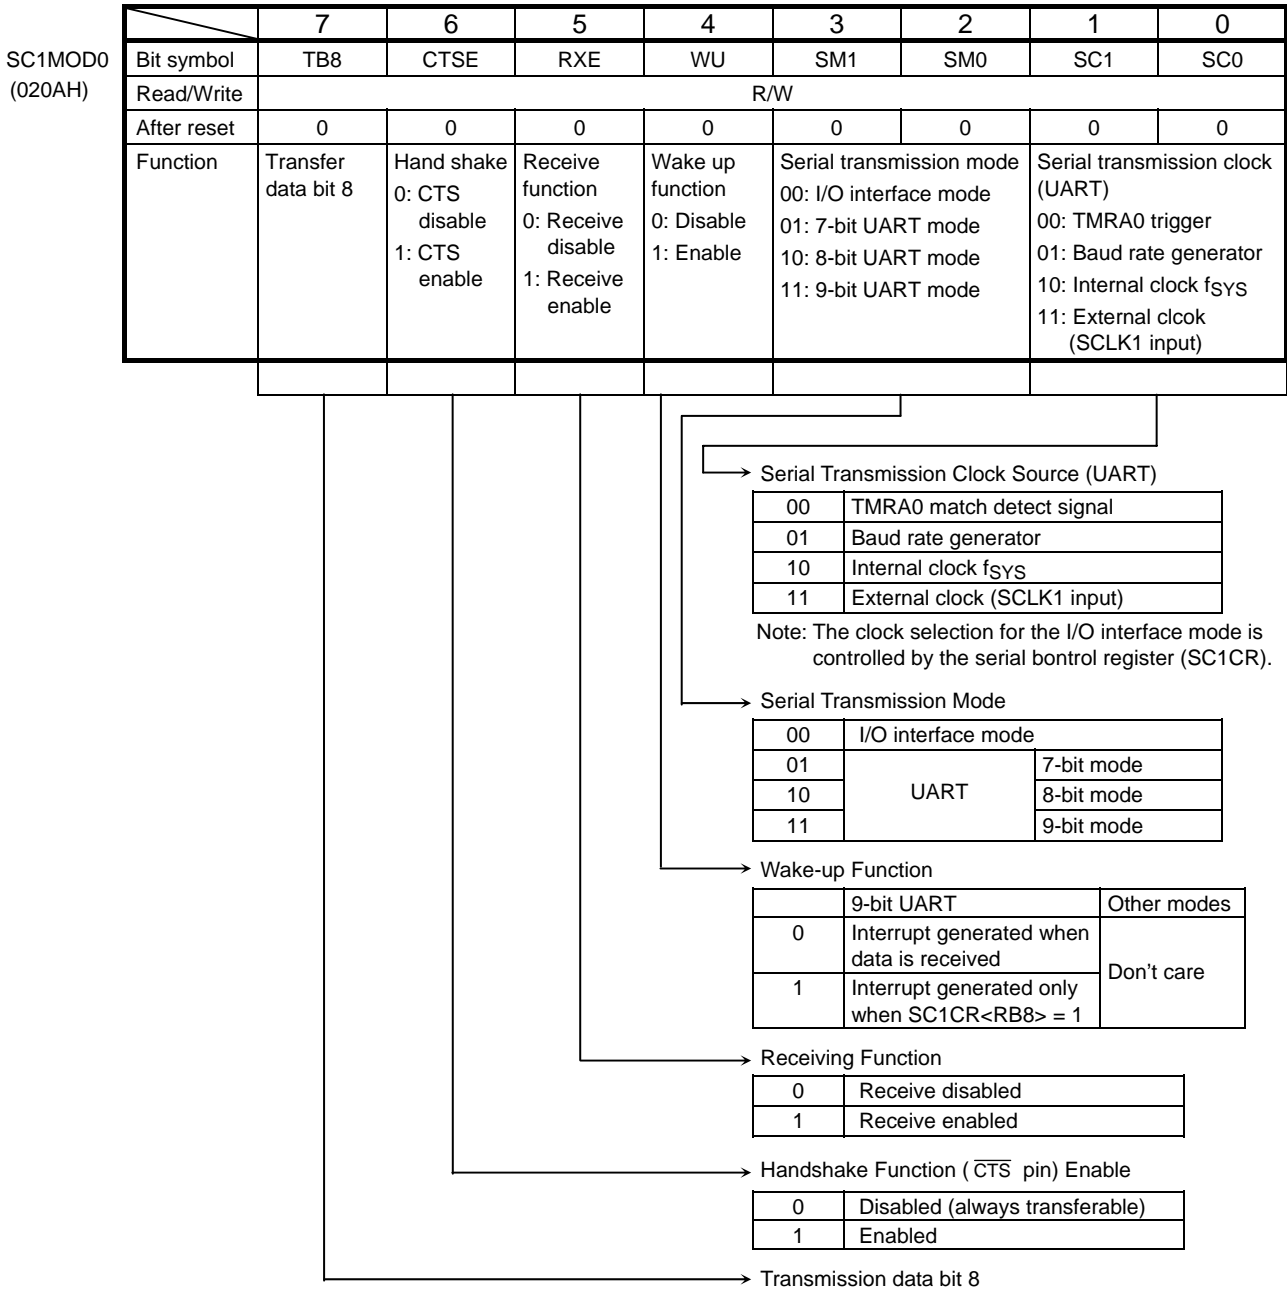 7 6 5 4 3 2 1 0
SC1MOD0 Bit symbol TB8 CTSE RXE WU SM1 SM0 SC1 SC0
(020AH) Read/Write R/W
After reset 0 0 0 0 0 0 0 0
Function
Transfer
data bit 8
Hand shake
0: CTS
disable
1: CTS
enable
Receive
function
0: Receive
disable
1: Receive
enable
Wake up
function
0: Disable
1: Enable
Serial transmission mode
00: I/O interface mode
01: 7-bit UART mode
10: 8-bit UART mode
11: 9-bit UART mode
Serial transmission clock
(UART)
00: TMRA0 trigger
01: Baud rate generator
10: Internal clock fSYS
11: External clcok
(SCLK1 input)
Serial Transmission Clock Source (UART)
00 TMRA0 match detect signal
01 Baud rate generator
10 Internal clock fSYS
11 External clock (SCLK1 input)
Note: The clock selection for the I/O interface mode is
controlled by the serial bontrol register (SC1CR).
Serial Transmission Mode
00 I/O interface mode
01 UART 7-bit mode
10 8-bit mode
11 9-bit mode
Wake-up Function
9-bit UART Other modes
0 Interrupt generated when
data is received
Don't care
1 Interrupt generated only
when SC1CR<RB8> = 1
Receiving Function
0 Receive disabled
1 Receive enabled
Handshake Function ( CTS pin) Enable
0 Disabled (always transferable)
1 Enabled
Transmission data bit 8